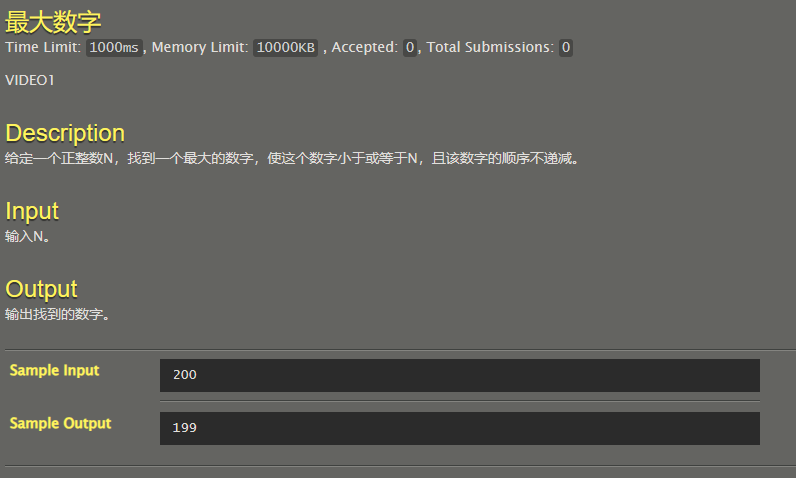 最大数字
Time Limit: 1000ms, Memory Limit: 10000KB , Accepted: 0, Total Submissions: 0
VIDEO1
Description
给定一个正整数N，找到一个最大的数字，使这个数字小于或等于N，且该数字的顺序不递减。
Input
输入N。
Output
输出找到的数字。
Sample Input
200
Sample Output
199